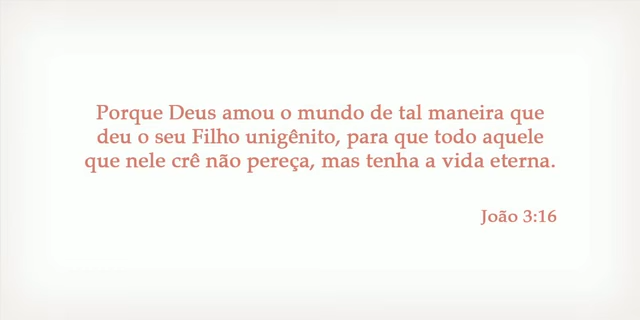 Porque Deus amou o mundo de tal maneira que
deu o seu Filho unigênito, para que todo aquele
que nele crê não pereça, mas tenha a vida eterna.
João 3:16